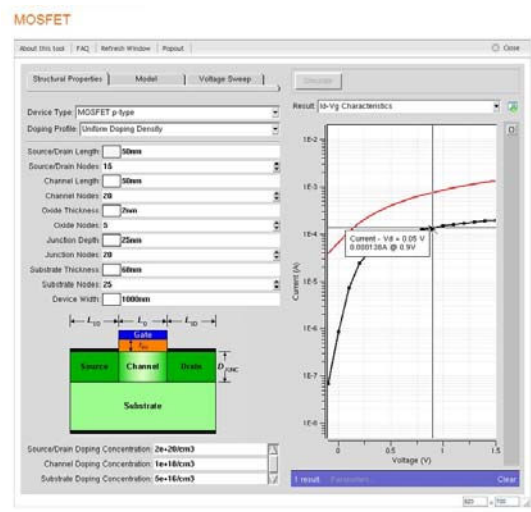 MOSFET
About this tool | FAQ | Refresh Window | Popout
Close
Structural Properties Model Voltage Sweep
Simulate
Device Type: MOSFET p-type
Doping Profile: Uniform Doping Density
Source/Drain Length: 50nm
Source/Drain Nodes: 15
Channel Length: 50nm
Channel Nodes: 20
Oxide Thickness: 2nm
Oxide Nodes: 5
Junction Depth: 25nm
Junction Nodes: 20
Substrate Thickness: 60nm
Substrate Nodes: 25
Device Width: 1000nm
Gate
Source Channel Drain
Substrate
Source/Drain Doping Concentration: 2e+20/cm3
Channel Doping Concentration: 1e+18/cm3
Substrate Doping Concentration: 5e+16/cm3
Result: Id-Vg Characteristics
1E-2
1E-3
1E-4
1E-5
1E-6
1E-7
1E-8
Current (A)
Current - Vd = 0.05 V
0.000138A @ 0.9V
0 0.5 1 1.5
Voltage (V)
1 result Parameters... Clear